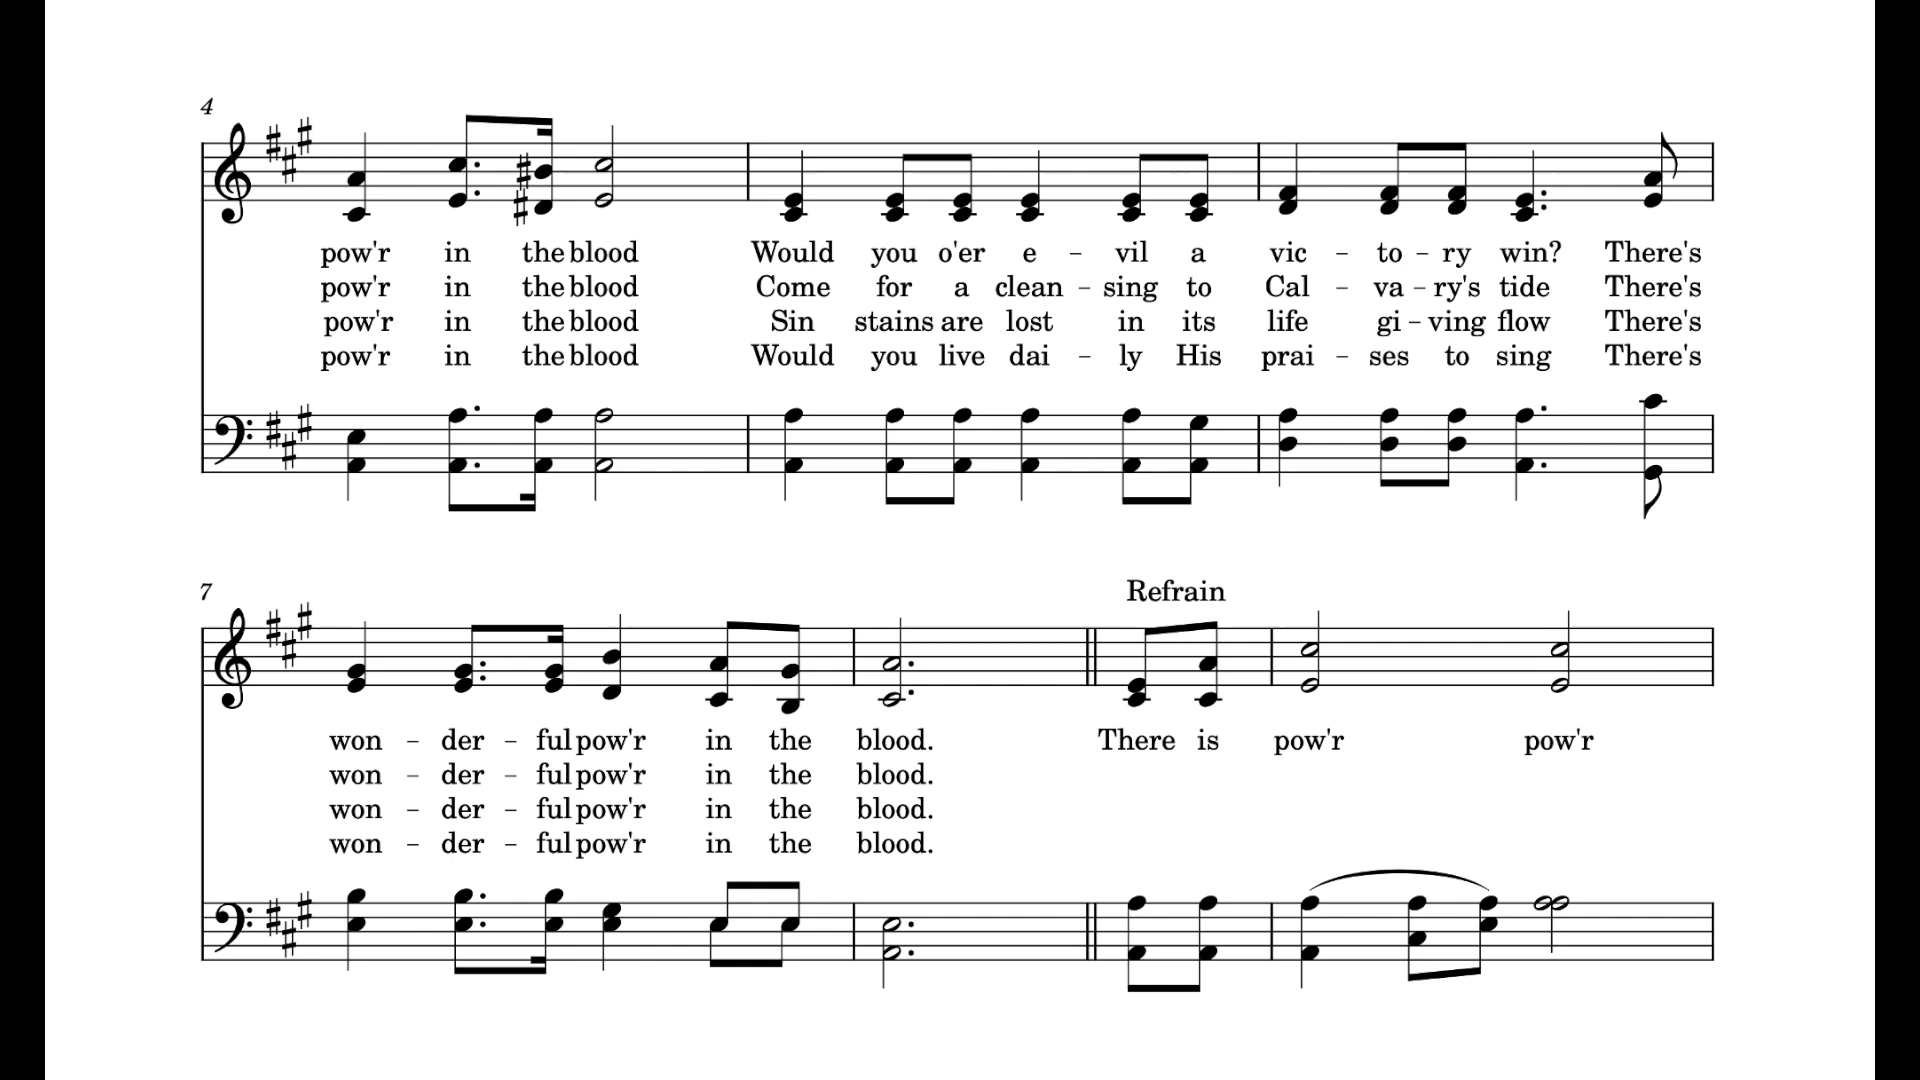 4
pow'r in the blood Would you o'er e - vil a vic - to - ry win? There's
pow'r in the blood Come for a clean - sing to Cal - va - ry's tide There's
pow'r in the blood Sin stains are lost in its life gi - ving flow There's
pow'r in the blood Would you live dai - ly His prai - ses to sing There's
7
Refrain
won - der - ful pow'r in the blood. There is pow'r pow'r
won - der - ful pow'r in the blood.
won - der - ful pow'r in the blood.
won - der - ful pow'r in the blood.